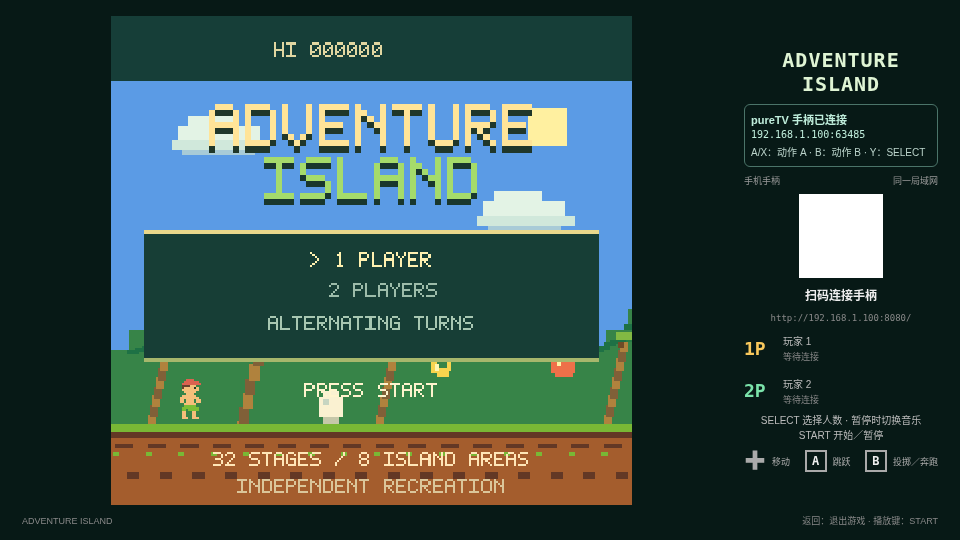 HI 000000
ADVENTURE
ISLAND
> 1 PLAYER
2 PLAYERS
ALTERNATING TURNS
PRESS START
32 STAGES / 8 ISLAND AREAS
INDEPENDENT RECREATION
ADVENTURE
ISLAND
pureTV 手柄已连接
192.168.1.100:63485
A/X：动作 A · B：动作 B · Y：SELECT
手机手柄 同一局域网
扫码连接手柄
http://192.168.1.100:8080/
1P 玩家 1
等待连接
2P 玩家 2
等待连接
SELECT 选择人数 · 暂停时切换音乐
START 开始／暂停
移动 A 跳跃 B 投掷／奔跑
ADVENTURE ISLAND
返回：退出游戏 · 播放键：START